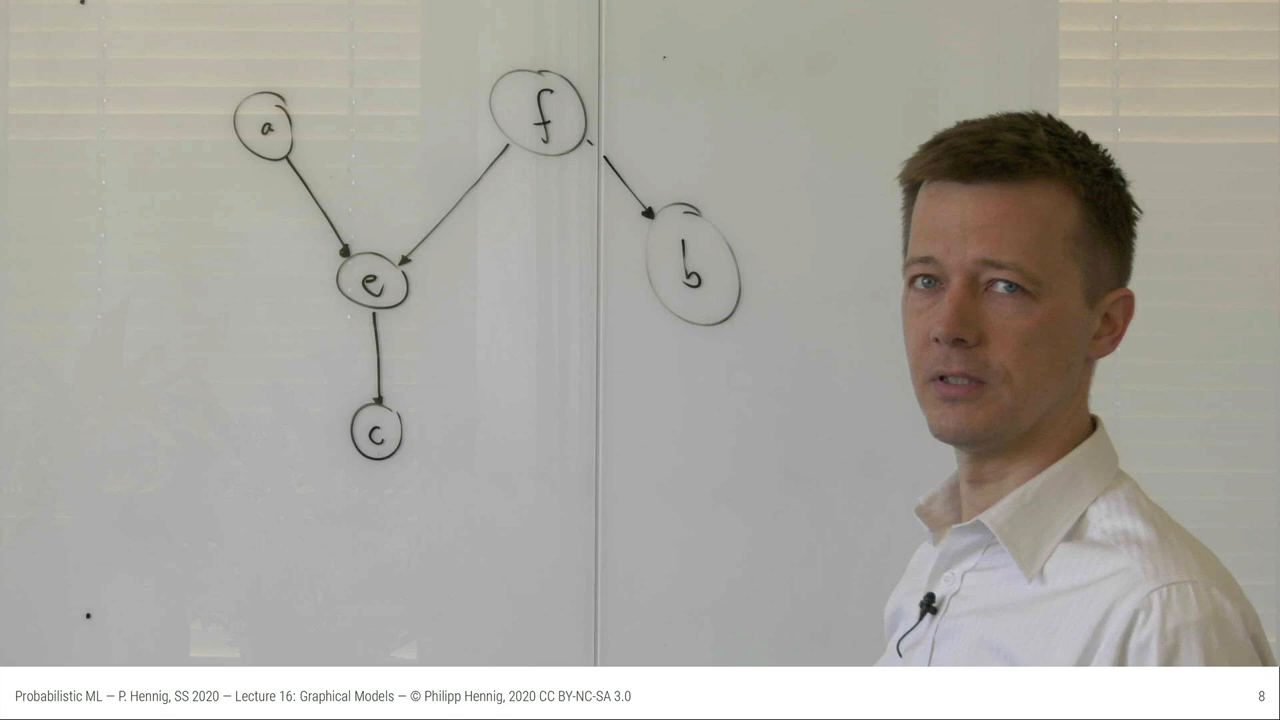 a
f
e
b
c
Probabilistic ML — P. Hennig, SS 2020 — Lecture 16: Graphical Models — © Philipp Hennig, 2020 CC BY-NC-SA 3.0
8